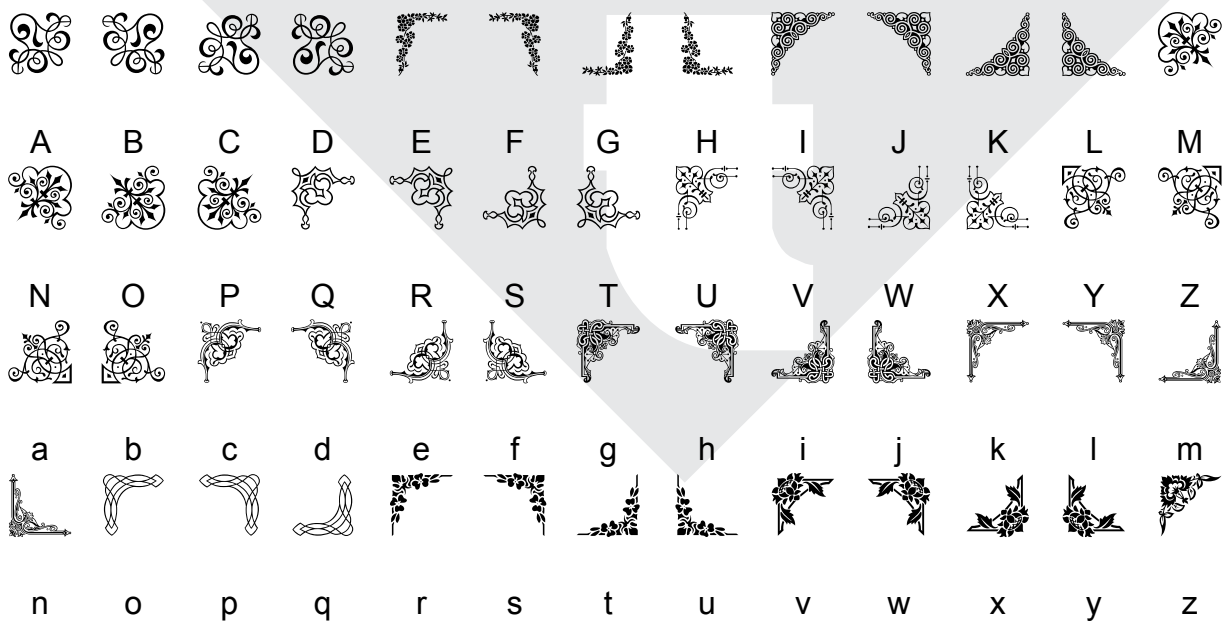 A B C D E F G H I J K L M
N O P Q R S T U V W X Y Z
a b c d e f g h i j k l m
n o p q r s t u v w x y z